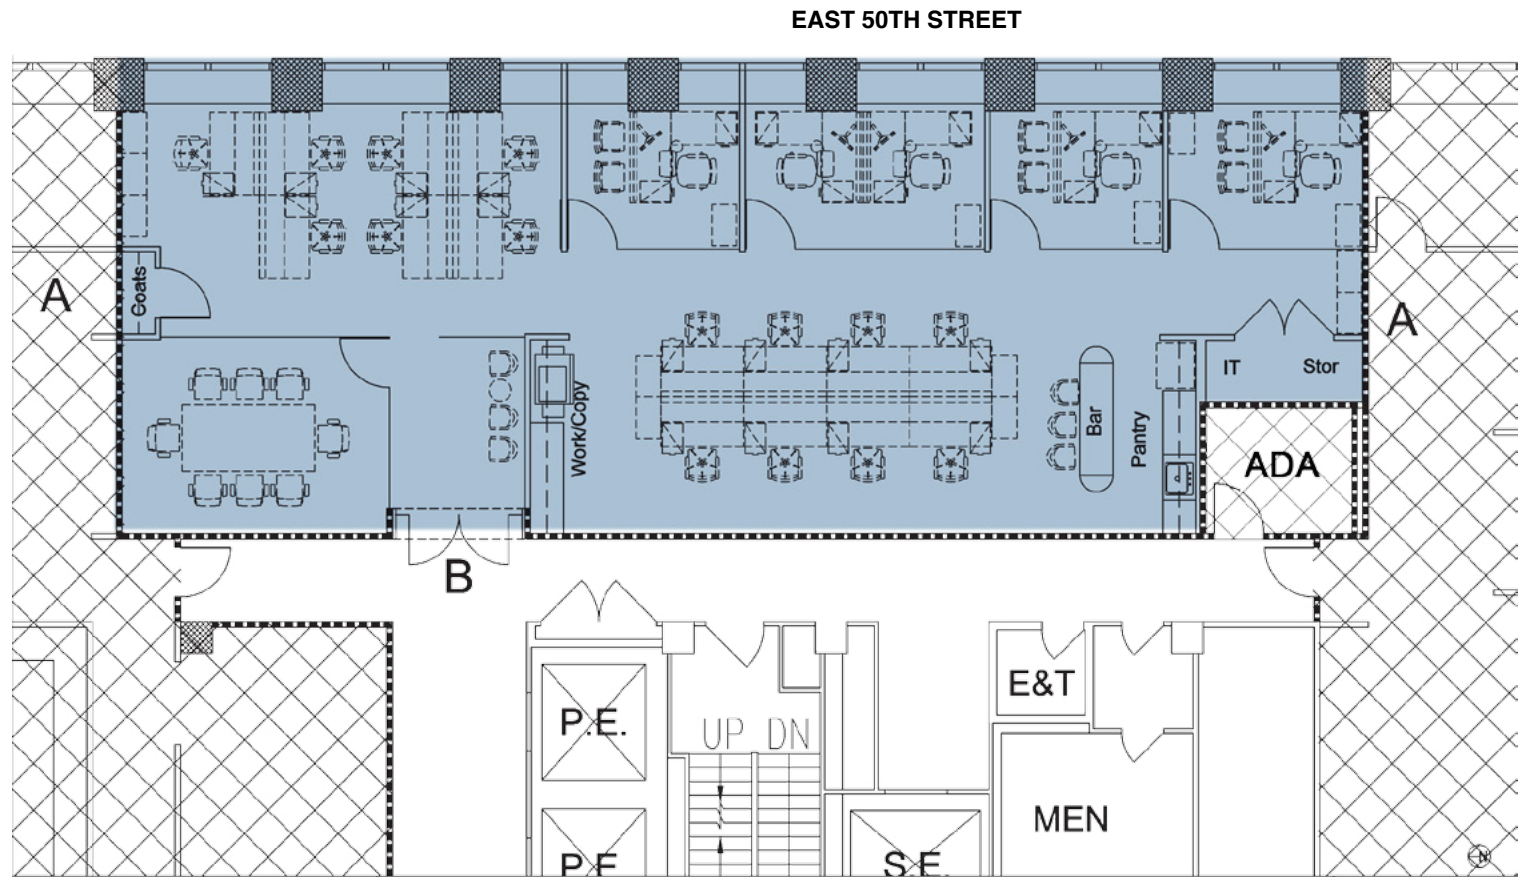 EAST 50TH STREET
Coats
A
A
IT
Stor
Work/Copy
Bar
Pantry
ADA
B
E&T
P.E.
UP DN
MEN
P.E.
S.E.
N